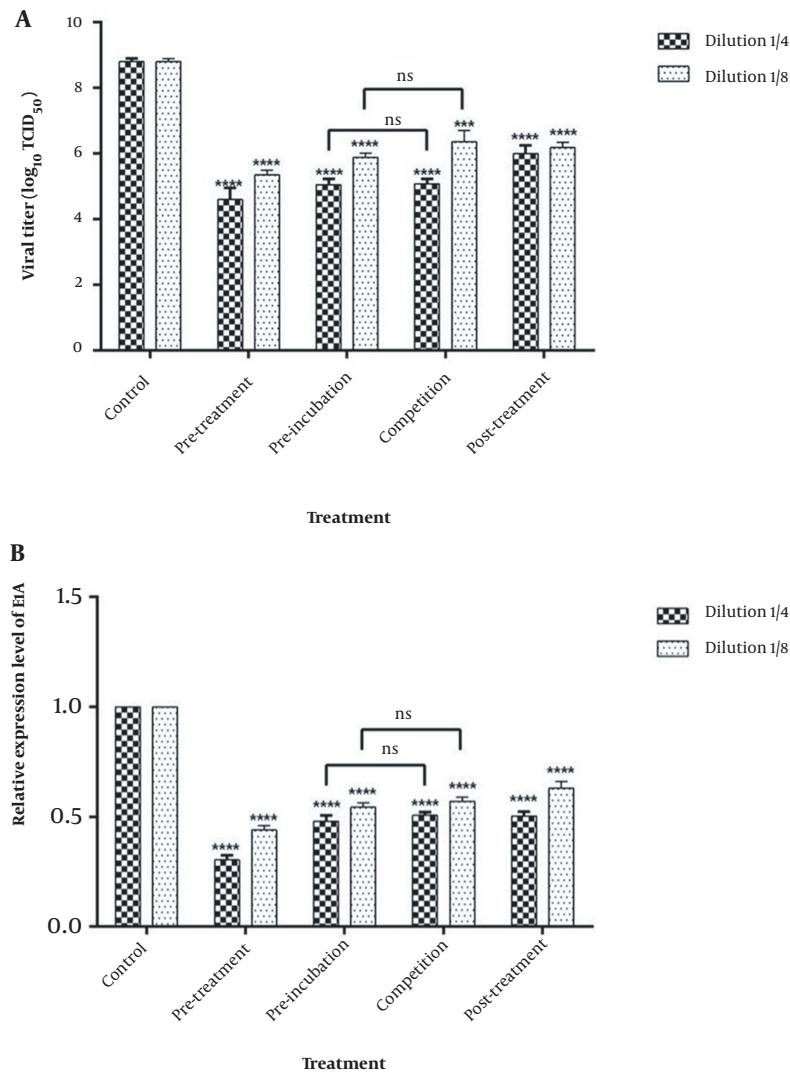 A
Viral titer (log10 TCID50)
10
8
6
4
2
0
ns
ns
**** **** **** **** **** *** **** ****
Control
Pre-treatment
Pre-incubation
Competition
Post-treatment
Treatment
Dilution 1/4
Dilution 1/8
B
Relative expression level of E1A
1.5
1.0
0.5
0.0
ns
ns
**** **** **** **** **** **** **** ****
Control
Pre-treatment
Pre-incubation
Competition
Post-treatment
Treatment
Dilution 1/4
Dilution 1/8